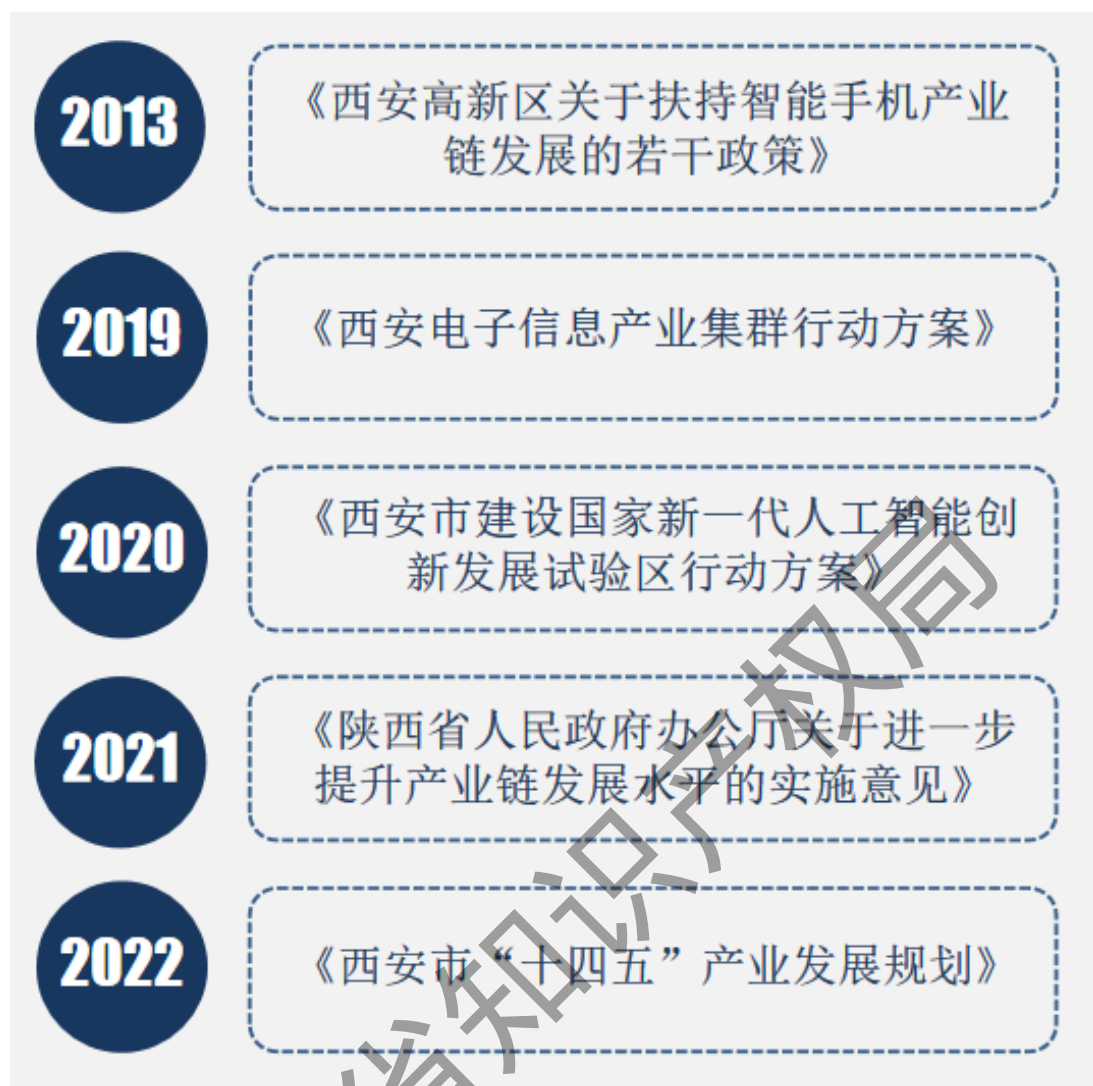 2013
《西安高新区关于扶持智能手机产业
链发展的若干政策》
2019
《西安电子信息产业集群行动方案》
2020
《西安市建设国家新一代人工智能创
新发展试验区行动方案》
2021
《陕西省人民政府办公厅关于进一步
提升产业链发展水平的实施意见》
2022
《西安市“十四五”产业发展规划》
省知识产权局